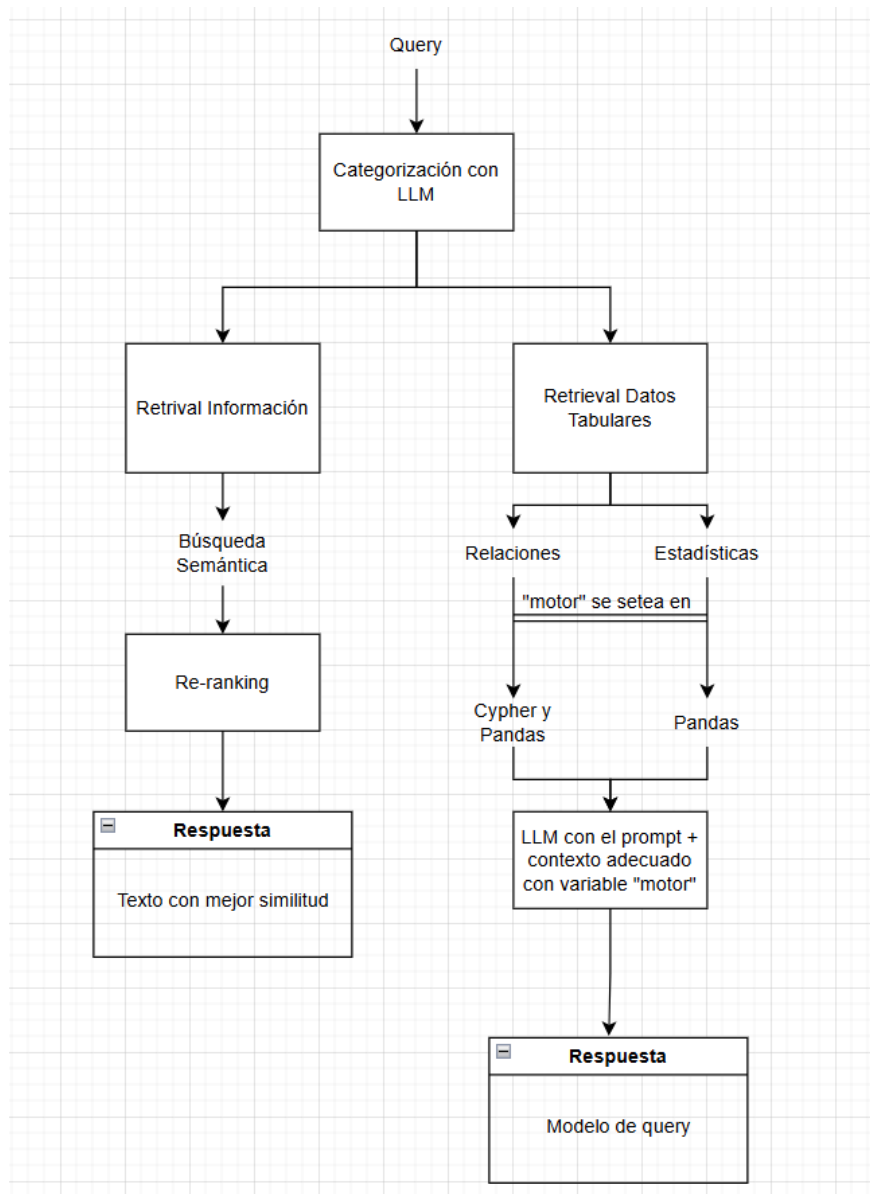 Query
Categorización con
LLM
Retrival Información
Retrieval Datos
Tabulares
Búsqueda
Semántica
Relaciones
Estadísticas
"motor" se setea en
Re-ranking
Cypher y
Pandas
Pandas
Respuesta
Texto con mejor similitud
LLM con el prompt +
contexto adecuado
con variable "motor"
Respuesta
Modelo de query